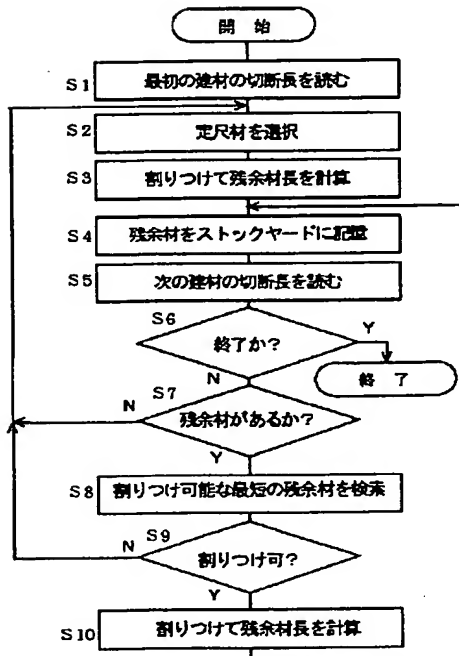 開 始
S1 最初の建材の切断長を読む
S2 定尺材を選択
S3 割りつけて残余材長を計算
S4 残余材をストックヤードに配置
S5 次の建材の切断長を読む
S6 終了か? Y
終 了
N
S7 残余材があるか? N
Y
S8 割りつけ可能な最短の残余材を検索
S9 割りつけ可? N
Y
S10 割りつけて残余材長を計算